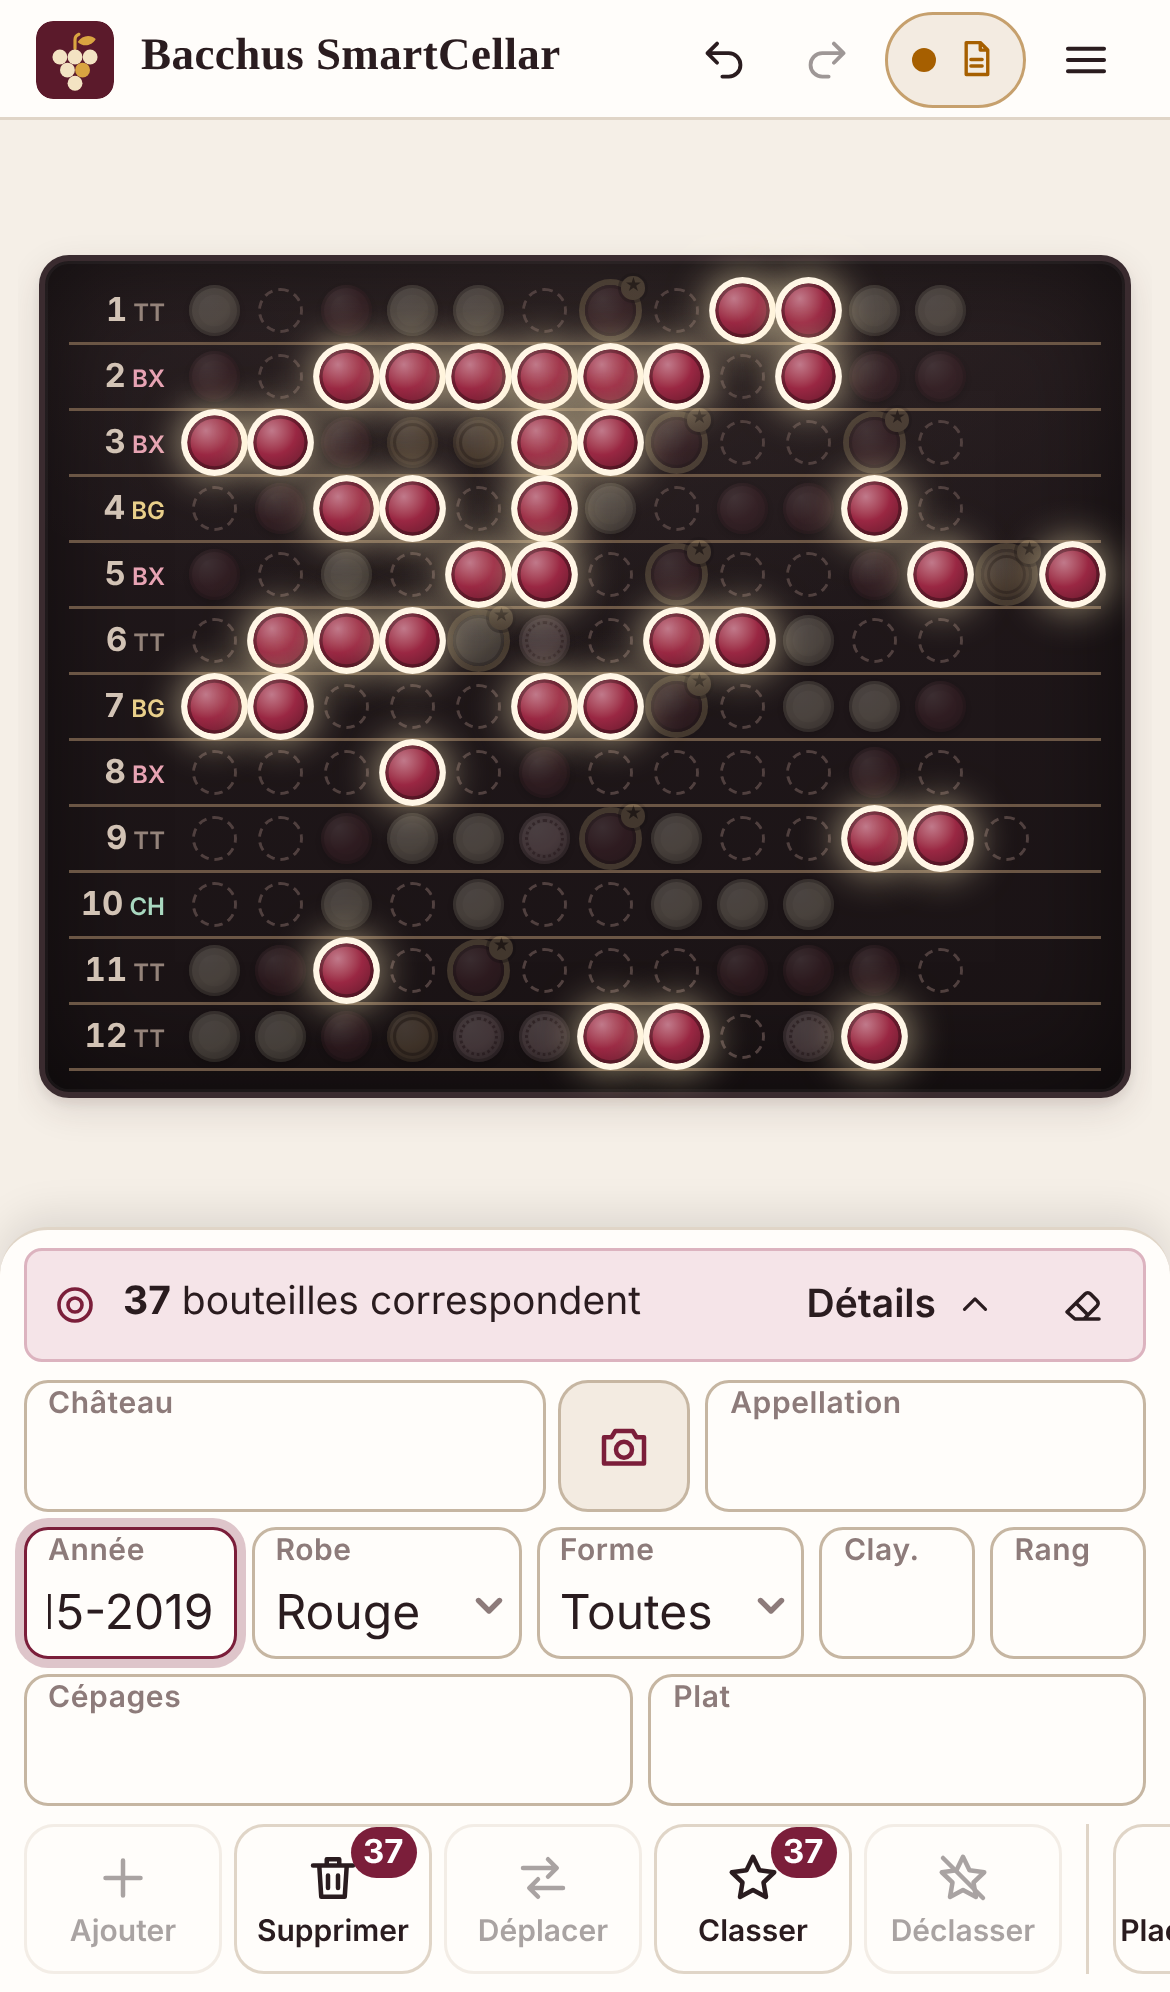 Bacchus SmartCellar
1 TT
2 BX
3 BX
4 BG
5 BX
6 TT
7 BG
8 BX
9 TT
10 CH
11 TT
12 TT
37 bouteilles correspondent Détails
Château Appellation
Année Robe Forme Clay. Rang
5-2019 Rouge Toutes
Cépages Plat
37 37
Ajouter Supprimer Déplacer Classer Déclasser